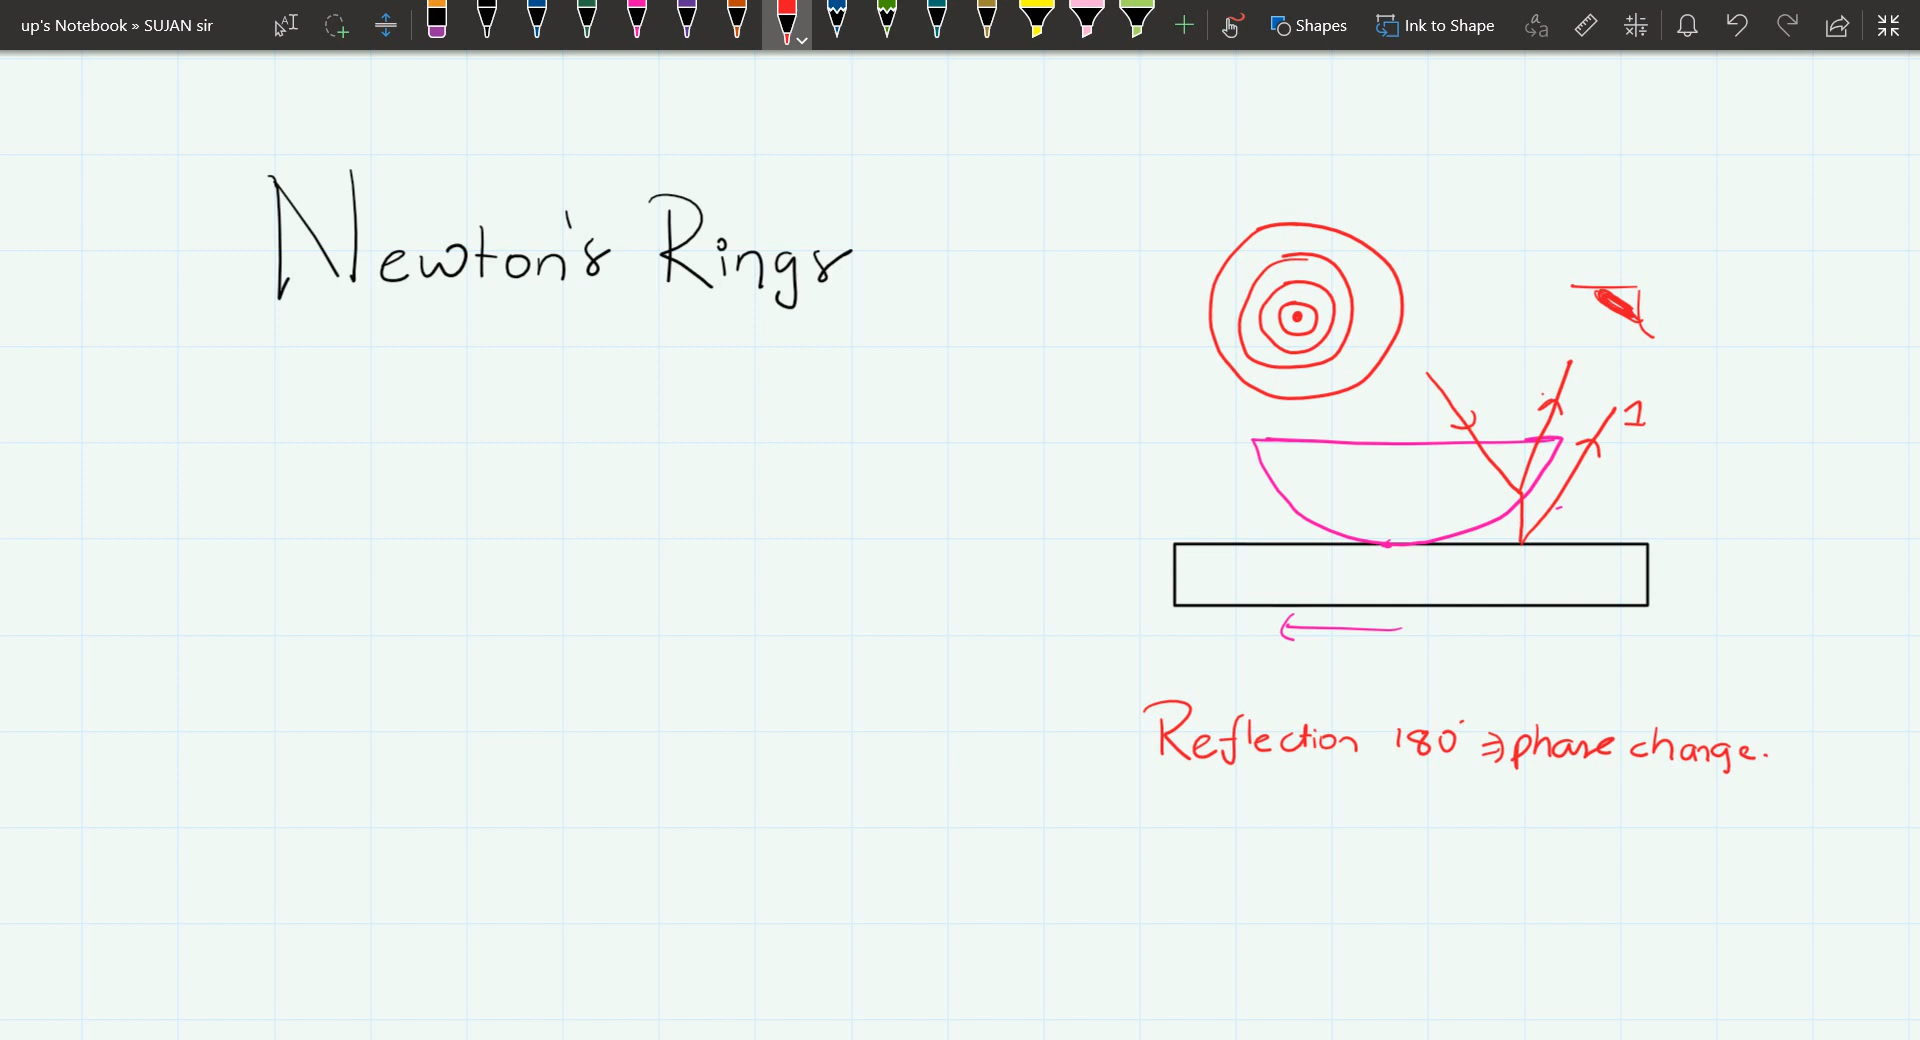 up's Notebook » SUJAN sir
Shapes
Ink to Shape
Newton's Rings
1
Reflection 180° ⇒ phase change.